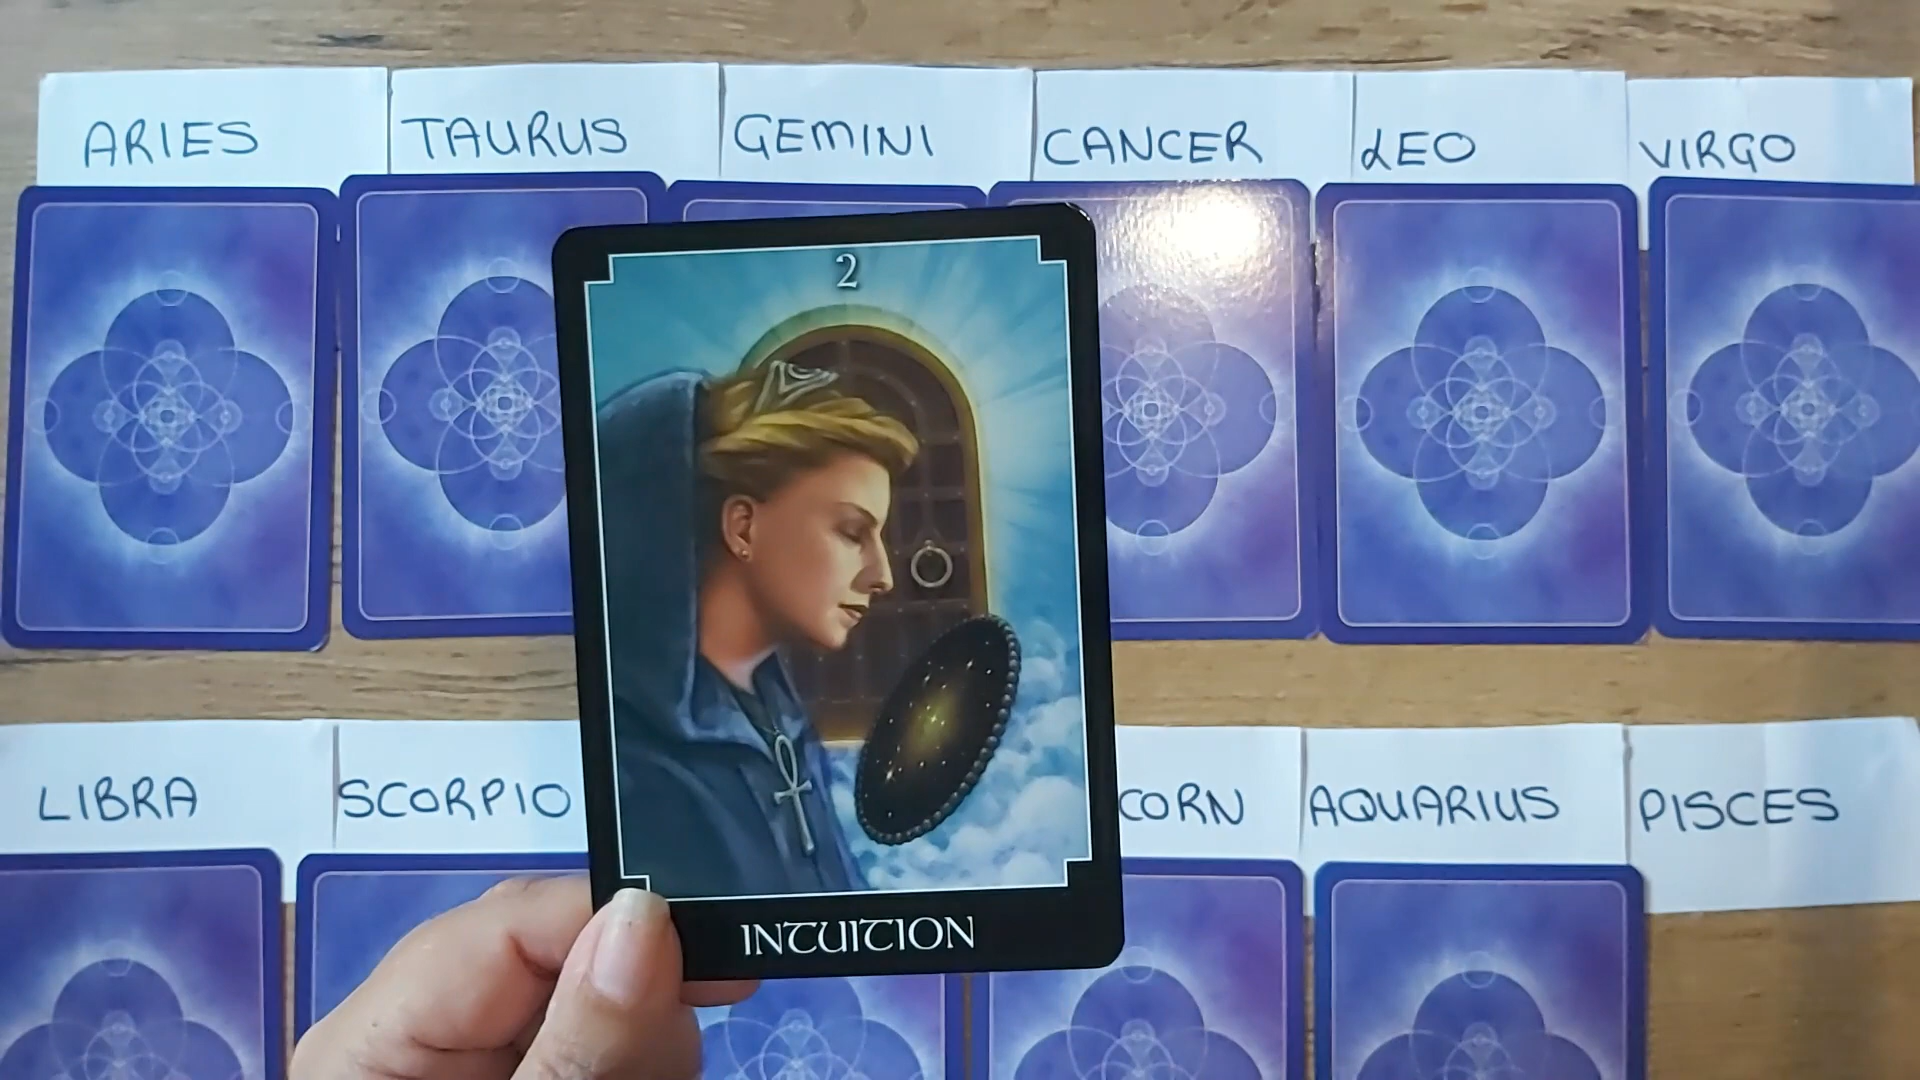 ARIES TAURUS GEMINI CANCER LEO VIRGO
2
INTUITION
LIBRA SCORPIO CORN AQUARIUS PISCES